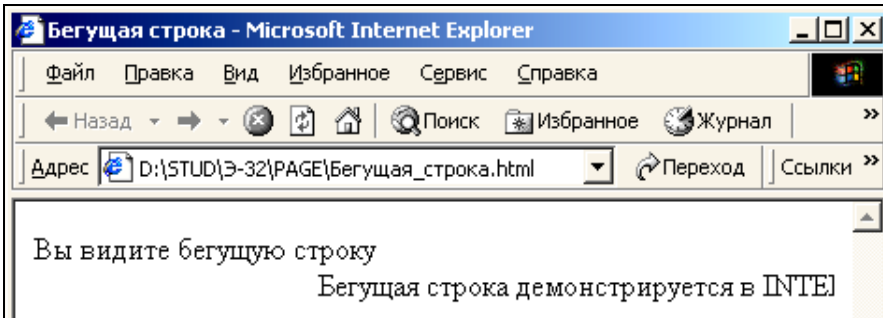 Бегущая строка - Microsoft Internet Explorer
Файл Правка Вид Избранное Сервис Справка
Назад Поиск Избранное Журнал »
Адрес D:\STUD\Э-32\PAGE\Бегущая_строка.html Переход Ссылки »
Вы видите бегущую строку
Бегущая строка демонстрируется в INTE